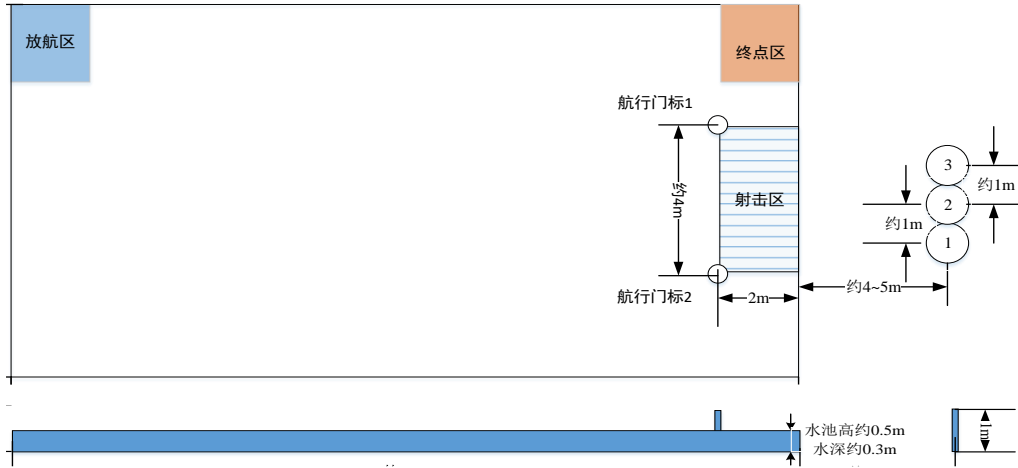 放航区
终点区
航行门标1
约4m
射击区
航行门标2
2m
约4~5m
3
2
1
约1m
约1m
水池高约0.5m
水深约0.3m
1m